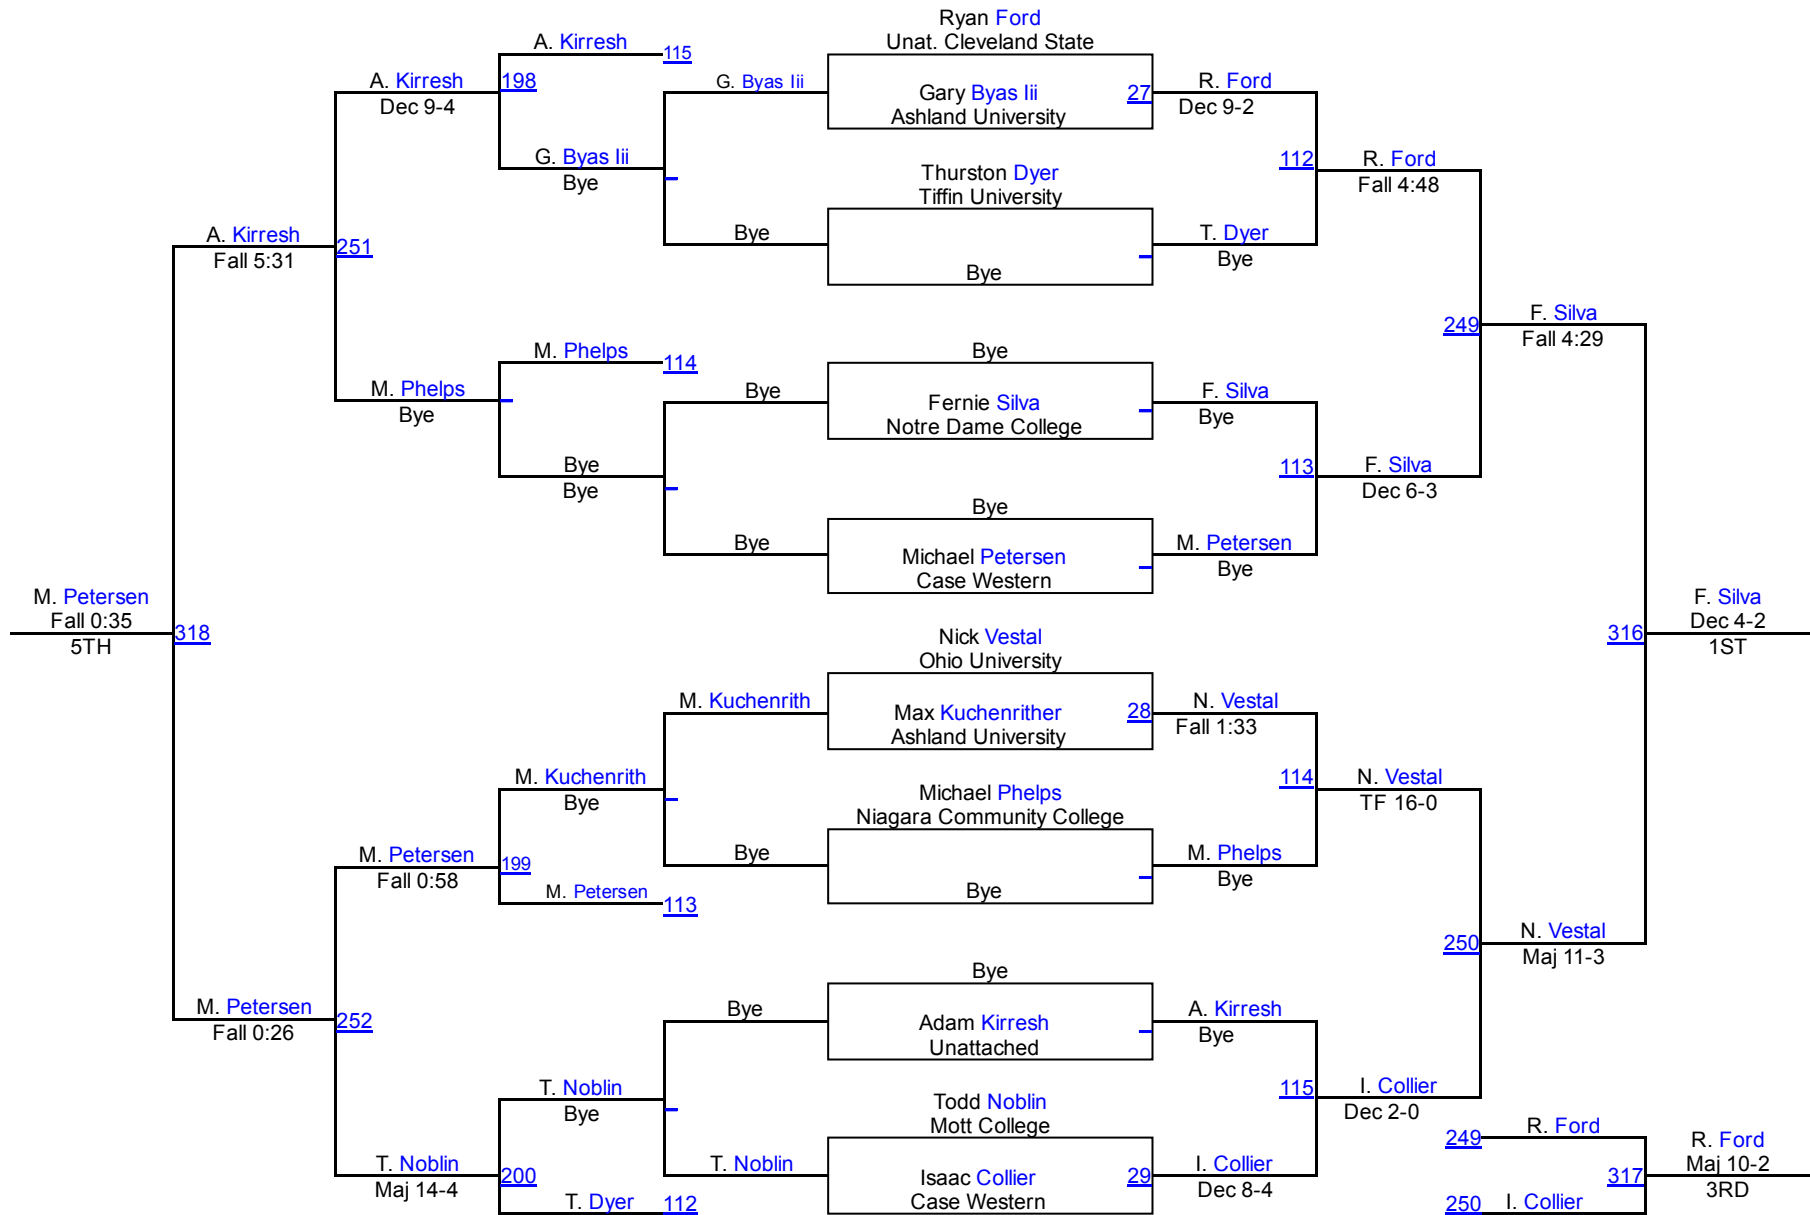 Ryan Ford
Unat. Cleveland State
A. Kirresh
115
A. Kirresh
198
Dec 9-4
G. Byas Iii
Gary Byas Iii
27
Ashland University
R. Ford
Dec 9-2
G. Byas Iii
Bye
Thurston Dyer
Tiffin University
112
R. Ford
Fall 4:48
A. Kirresh
251
Fall 5:31
Bye
Bye
T. Dyer
Bye
249
F. Silva
Fall 4:29
M. Phelps
114
Bye
M. Phelps
Bye
Bye
Fernie Silva
Notre Dame College
F. Silva
Bye
Bye
Bye
113
F. Silva
Dec 6-3
Bye
Bye
Michael Petersen
Case Western
M. Petersen
Bye
M. Petersen
Fall 0:35
318
5TH
F. Silva
Dec 4-2
316
1ST
Nick Vestal
Ohio University
M. Kuchenrith
Max Kuchenrither
28
Ashland University
N. Vestal
Fall 1:33
M. Kuchenrith
Bye
Michael Phelps
Niagara Community College
114
N. Vestal
TF 16-0
M. Petersen
199
Fall 0:58
M. Petersen
113
Bye
Bye
M. Phelps
Bye
250
N. Vestal
Maj 11-3
Bye
M. Petersen
252
Fall 0:26
Bye
Adam Kirresh
Unattached
A. Kirresh
Bye
T. Noblin
Bye
Todd Noblin
Mott College
115
I. Collier
Dec 2-0
T. Noblin
200
Maj 14-4
T. Dyer
112
T. Noblin
Isaac Collier
29
Case Western
I. Collier
Dec 8-4
249
R. Ford
317
250
I. Collier
R. Ford
Maj 10-2
3RD